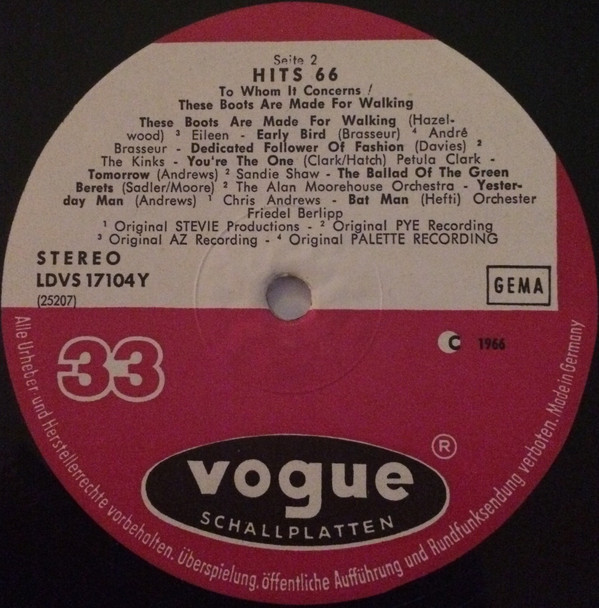 Seite 2
HITS 66
To Whom It Concerns !
These Boots Are Made For Walking
These Boots Are Made For Walking (Hazel-
wood) ³ Eileen - Early Bird (Brasseur) ⁴ André
Brasseur - Dedicated Follower Of Fashion (Davies) ²
The Kinks - You're The One (Clark/Hatch) Petula Clark -
Tomorrow (Andrews) ² Sandie Shaw - The Ballad Of The Green
Berets (Sadler/Moore) ² The Alan Moorehouse Orchestra - Yester-
day Man (Andrews) ¹ Chris Andrews - Bat Man (Hefti) Orchester
Friedel Berlipp
¹ Original STEVIE Productions - ² Original PYE Recording
³ Original AZ Recording - ⁴ Original PALETTE RECORDING
STEREO
LDVS 17104 Y
(25207)
GEMA
33
C 1966
vogue ®
SCHALLPLATTEN
Alle Urheber und Herstellerrechte vorbehalten. Überspielung, öffentliche Aufführung und Rundfunksendung verboten. Made in Germany